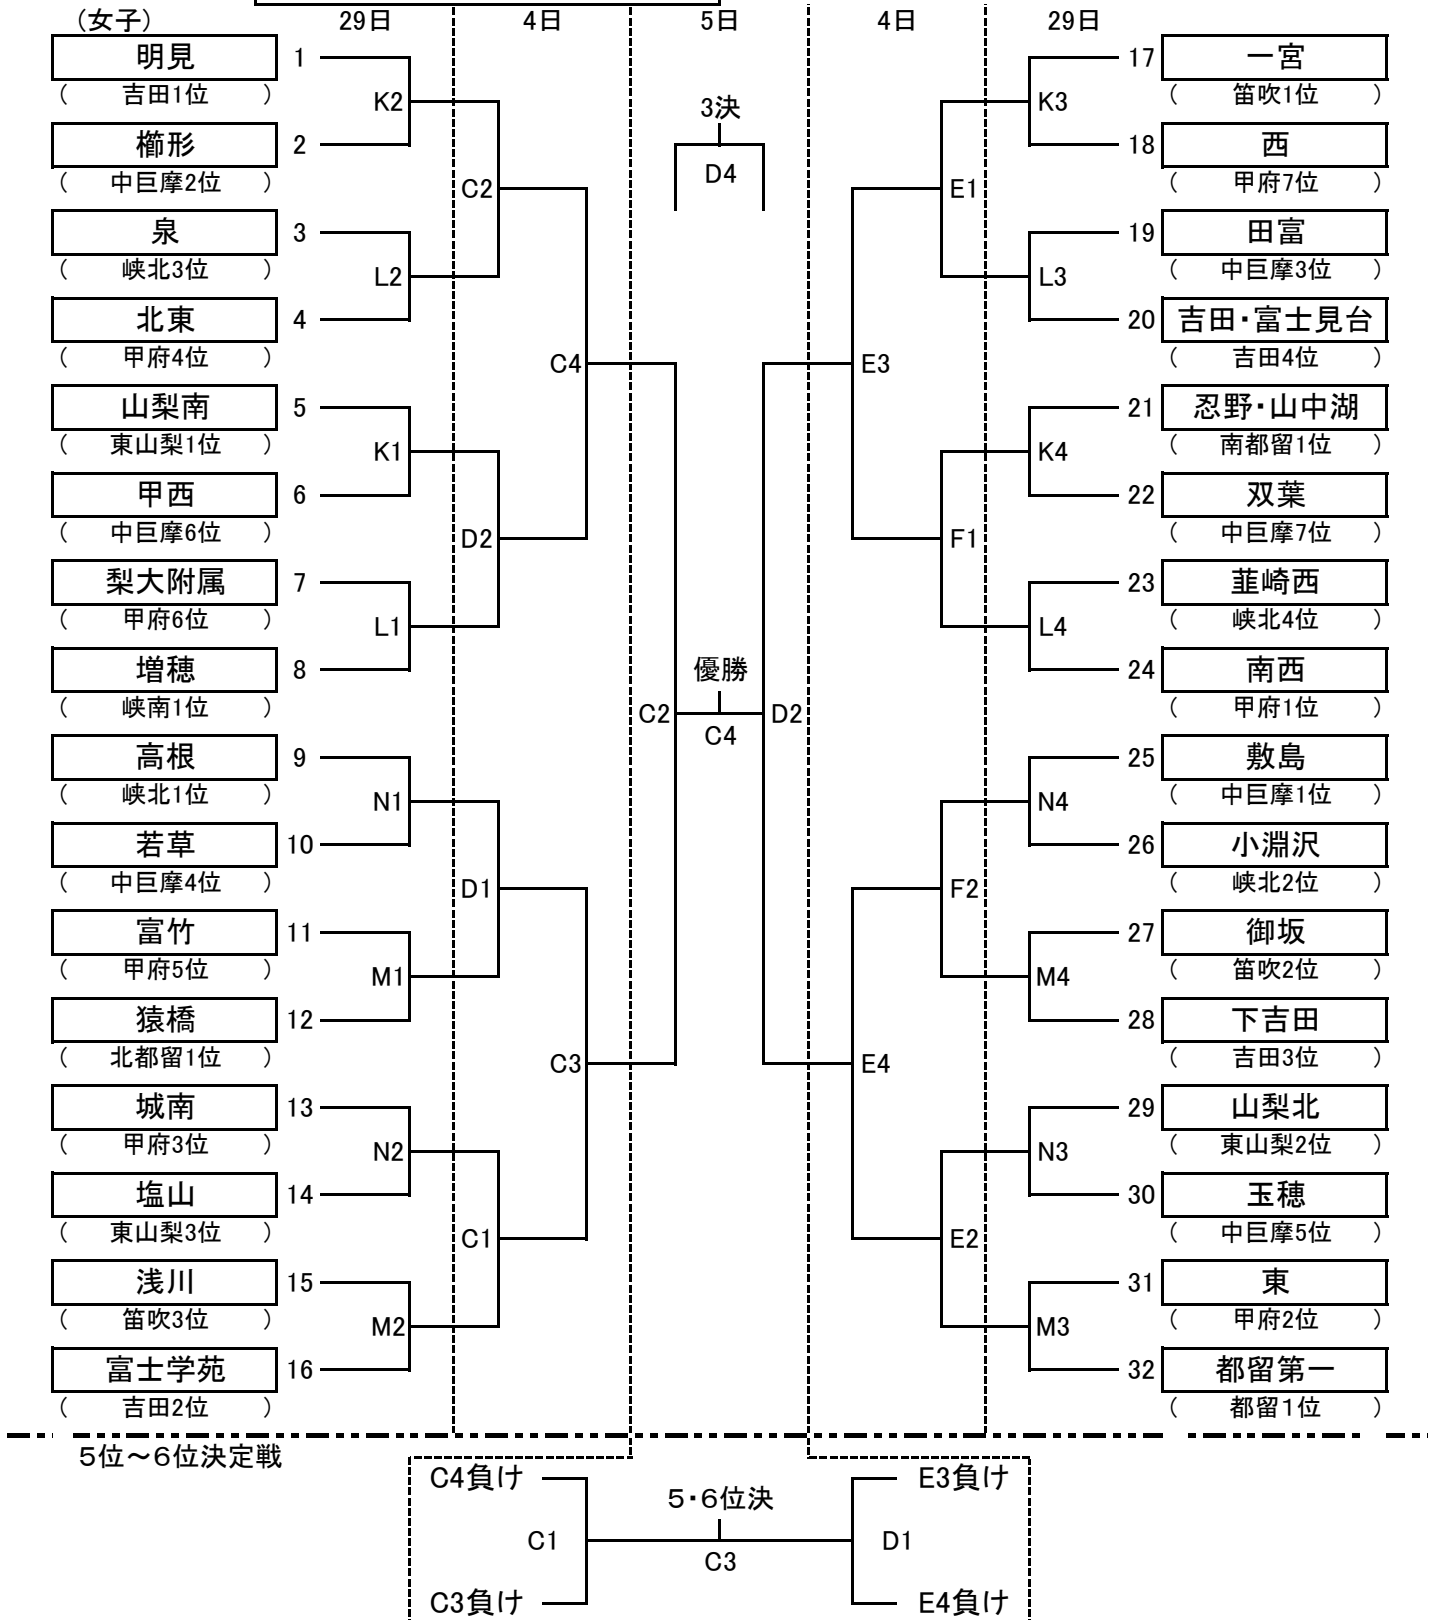 (女子)
29日 4日 5日 4日 29日
明見 1
( 吉田1位 )
櫛形 2
( 中巨摩2位 )
泉 3
( 峡北3位 )
北東 4
( 甲府4位 )
山梨南 5
( 東山梨1位 )
甲西 6
( 中巨摩6位 )
梨大附属 7
( 甲府6位 )
増穂 8
( 峡南1位 )
高根 9
( 峡北1位 )
若草 10
( 中巨摩4位 )
富竹 11
( 甲府5位 )
猿橋 12
( 北都留1位 )
城南 13
( 甲府3位 )
塩山 14
( 東山梨3位 )
浅川 15
( 笛吹3位 )
富士学苑 16
( 吉田2位 )
K2
L2
K1
L1
N1
M1
N2
M2
C2
D2
D1
C1
C4
C3
C2
3決
D4
優勝
C4
D2
E3
E4
E1
F1
F2
E2
K3
L3
K4
L4
N4
M4
N3
M3
17 一宮
( 笛吹1位 )
18 西
( 甲府7位 )
19 田富
( 中巨摩3位 )
20 吉田・富士見台
( 吉田4位 )
21 忍野・山中湖
( 南都留1位 )
22 双葉
( 中巨摩7位 )
23 韮崎西
( 峡北4位 )
24 南西
( 甲府1位 )
25 敷島
( 中巨摩1位 )
26 小淵沢
( 峡北2位 )
27 御坂
( 笛吹2位 )
28 下吉田
( 吉田3位 )
29 山梨北
( 東山梨2位 )
30 玉穂
( 中巨摩5位 )
31 東
( 甲府2位 )
32 都留第一
( 都留1位 )
5位～6位決定戦
C4負け E3負け
5・6位決
C1 D1
C3
C3負け E4負け